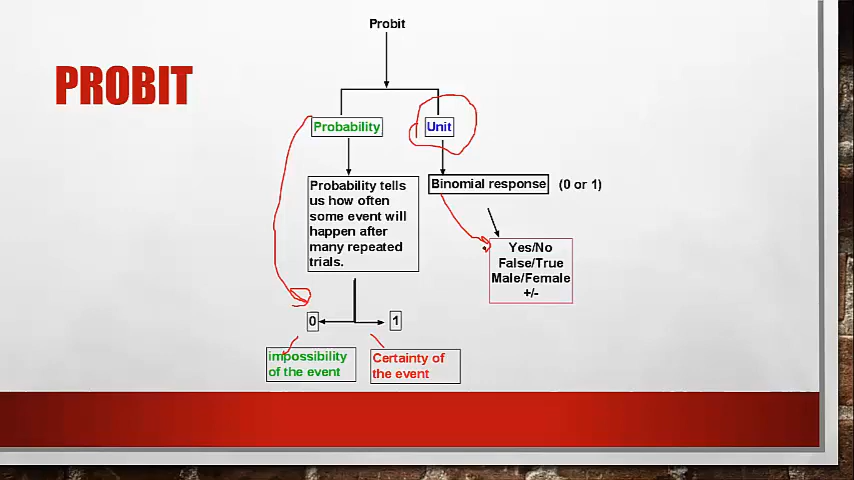 Probit
PROBIT
Probability
Unit
Probability tells
us how often
some event will
happen after
many repeated
trials.
Binomial response
(0 or 1)
Yes/No
False/True
Male/Female
+/-
0
1
impossibility
of the event
Certainty of
the event